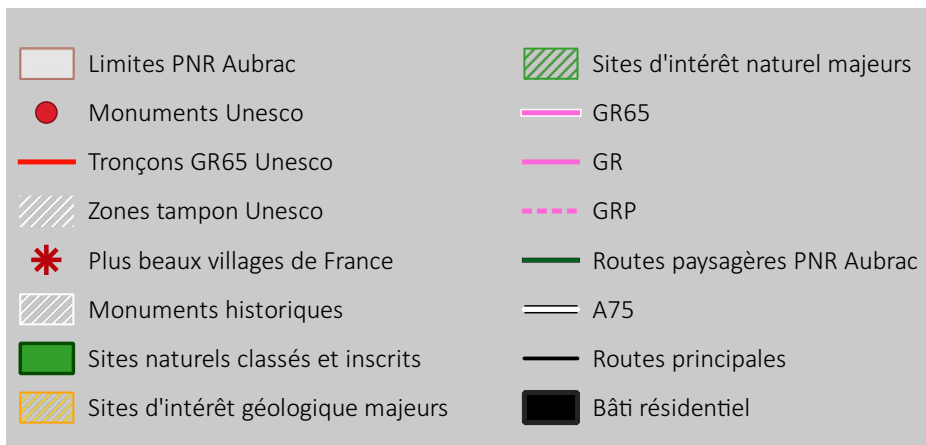 Limites PNR Aubrac
Monuments Unesco
Tronçons GR65 Unesco
Zones tampon Unesco
Plus beaux villages de France
Monuments historiques
Sites naturels classés et inscrits
Sites d'intérêt géologique majeurs
Sites d'intérêt naturel majeurs
GR65
GR
GRP
Routes paysagères PNR Aubrac
A75
Routes principales
Bâti résidentiel